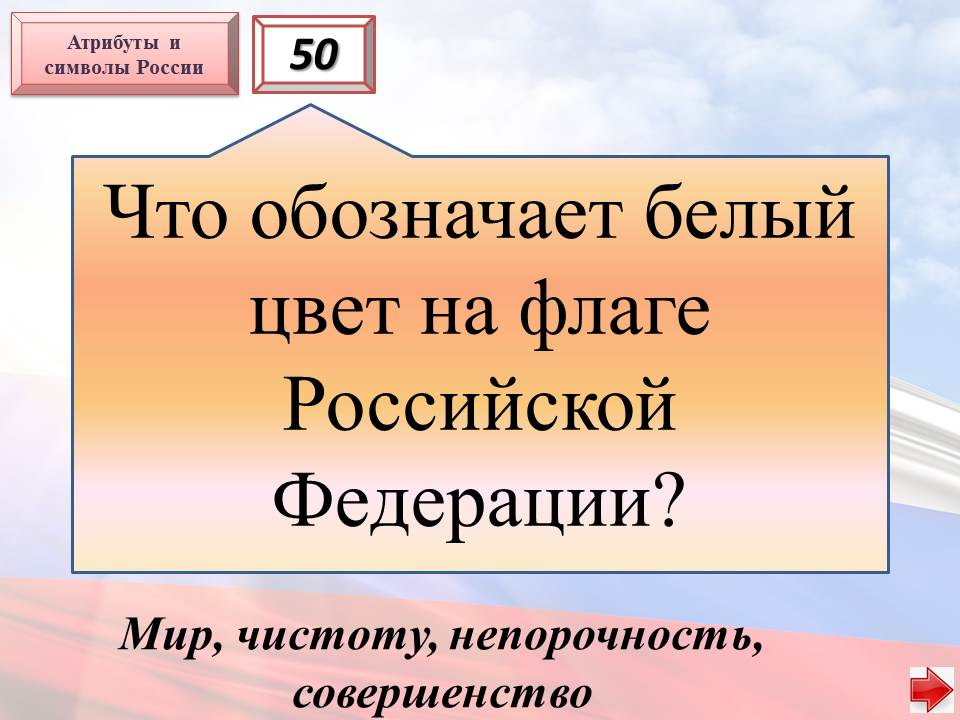 Атрибуты и
символы России
50
Что обозначает белый
цвет на флаге
Российской
Федерации?
Мир, чистоту, непорочность,
совершенство